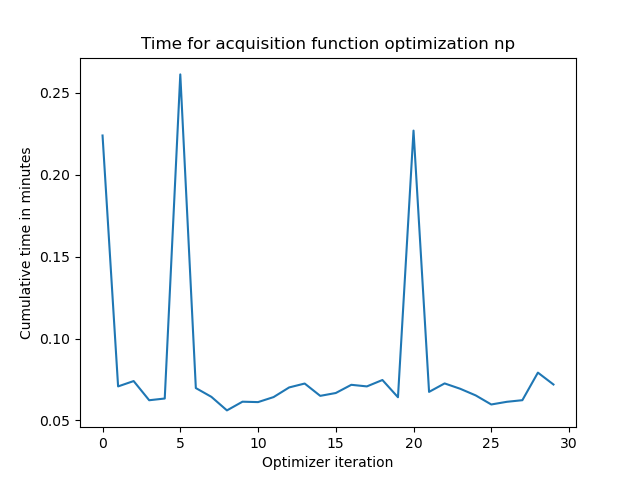 Time for acquisition function optimization np
Cumulative time in minutes
0.25
0.20
0.15
0.10
0.05
0 5 10 15 20 25 30
Optimizer iteration